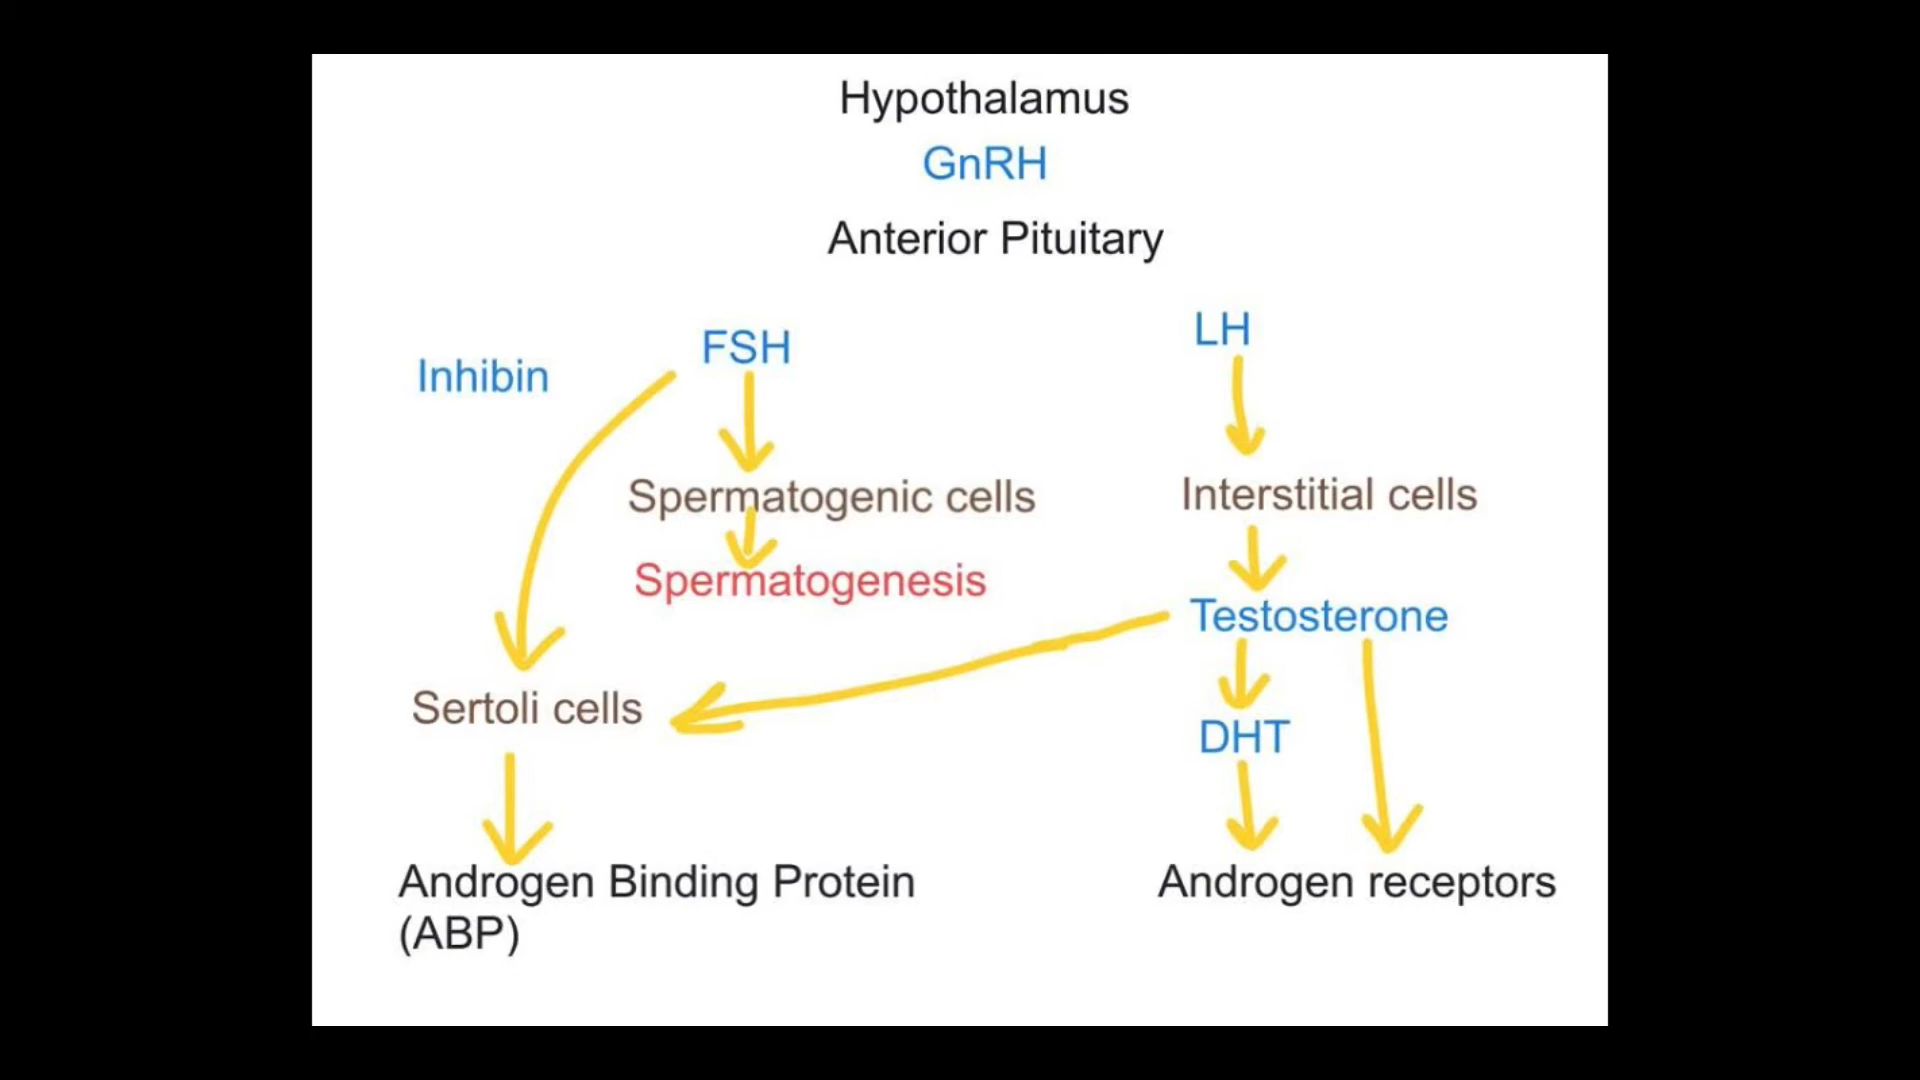 Hypothalamus
GnRH
Anterior Pituitary
FSH
LH
Inhibin
Spermatogenic cells
Interstitial cells
Spermatogenesis
Testosterone
Sertoli cells
DHT
Androgen Binding Protein
(ABP)
Androgen receptors